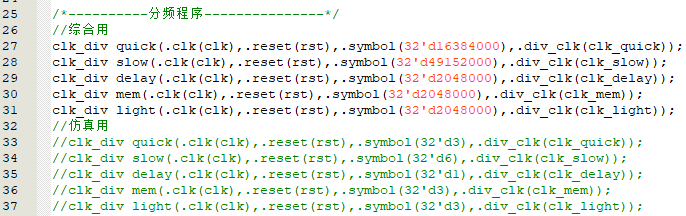 25 /*----------分频程序---------------*/
26 //综合用
27 clk_div quick(.clk(clk),.reset(rst),.symbol(32'd16384000),.div_clk(clk_quick));
28 clk_div slow(.clk(clk),.reset(rst),.symbol(32'd49152000),.div_clk(clk_slow));
29 clk_div delay(.clk(clk),.reset(rst),.symbol(32'd2048000),.div_clk(clk_delay));
30 clk_div mem(.clk(clk),.reset(rst),.symbol(32'd2048000),.div_clk(clk_mem));
31 clk_div light(.clk(clk),.reset(rst),.symbol(32'd2048000),.div_clk(clk_light));
32 //仿真用
33 //clk_div quick(.clk(clk),.reset(rst),.symbol(32'd3),.div_clk(clk_quick));
34 //clk_div slow(.clk(clk),.reset(rst),.symbol(32'd6),.div_clk(clk_slow));
35 //clk_div delay(.clk(clk),.reset(rst),.symbol(32'd1),.div_clk(clk_delay));
36 //clk_div mem(.clk(clk),.reset(rst),.symbol(32'd3),.div_clk(clk_mem));
37 //clk_div light(.clk(clk),.reset(rst),.symbol(32'd3),.div_clk(clk_light));